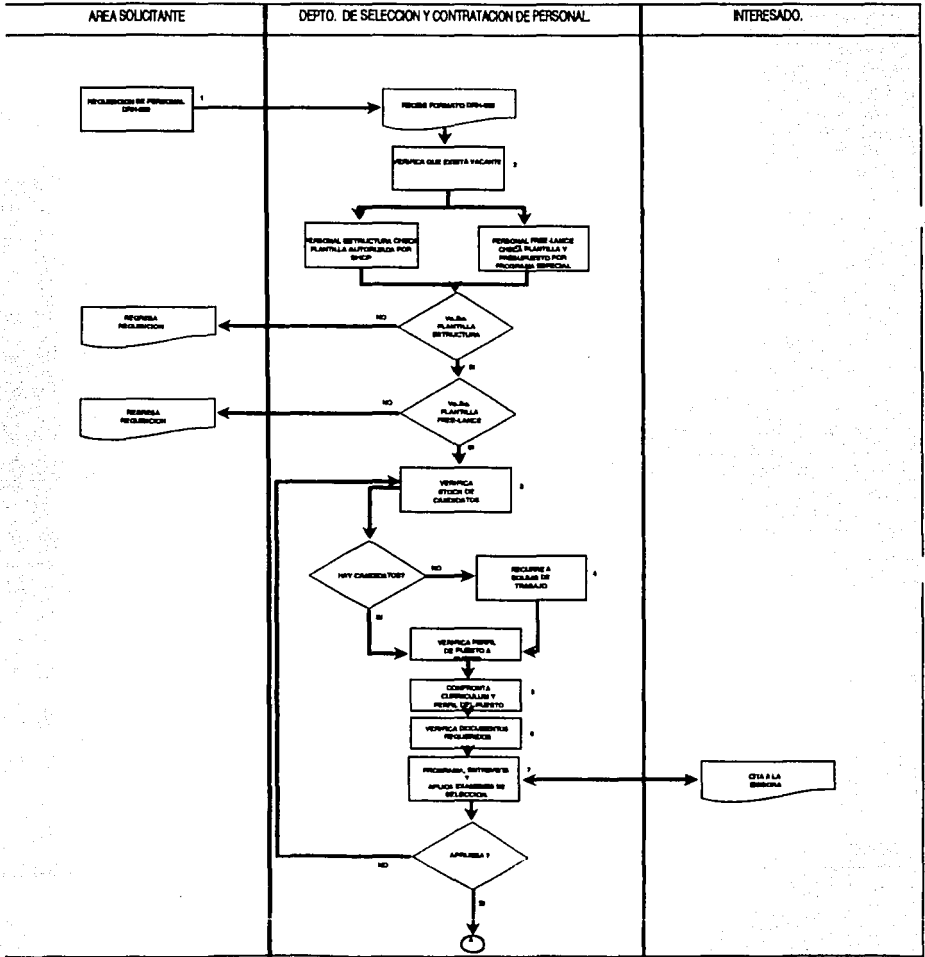 AREA SOLICITANTE
DEPTO. DE SELECCION Y CONTRATACION DE PERSONAL.
INTERESADO.
REQUISICION DE PERSONAL
1
RECIBE FORMATO
VERIFICA QUE EXISTA VACANTE
2
PERSONAL ESTRUCTURA CHECA
PLANTILLA AUTORIZADA POR
SHCP
PERSONAL FREE-LANCE
CHECA PLANTILLA Y
PRESUPUESTO POR
PROGRAMA ESPECIAL
REGRESA
REQUISICION
NO
Vo.Bo.
PLANTILLA
ESTRUCTURA
SI
REGRESA
REQUISICION
NO
Vo.Bo.
PLANTILLA
FREE-LANCE
SI
VERIFICA
STOCK DE
CANDIDATOS
3
HAY CANDIDATOS?
NO
RECURRE A
BOLSAS DE
TRABAJO
4
SI
VERIFICA PERFIL
DE PUESTO A
CONFRONTA
CURRICULUM Y
PERFIL DEL PUESTO
5
VERIFICA DOCUMENTOS
REQUERIDOS
6
PROGRAMA, ENTREVISTA
Y
APLICA EXAMENES DE
SELECCION
7
CITA A LA
APRUEBA ?
NO
SI